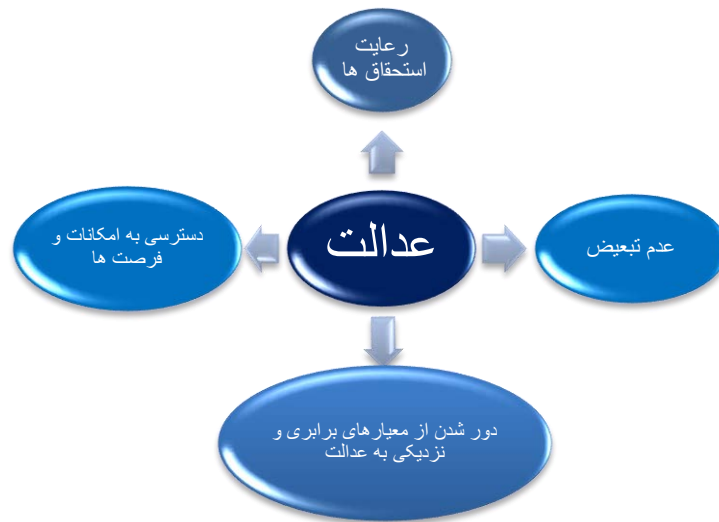 رعایت
استحقاق ها
عدالت
عدم تبعیض
دسترسی به امکانات و
فرصت ها
دور شدن از معیارهای برابری و
نزدیکی به عدالت